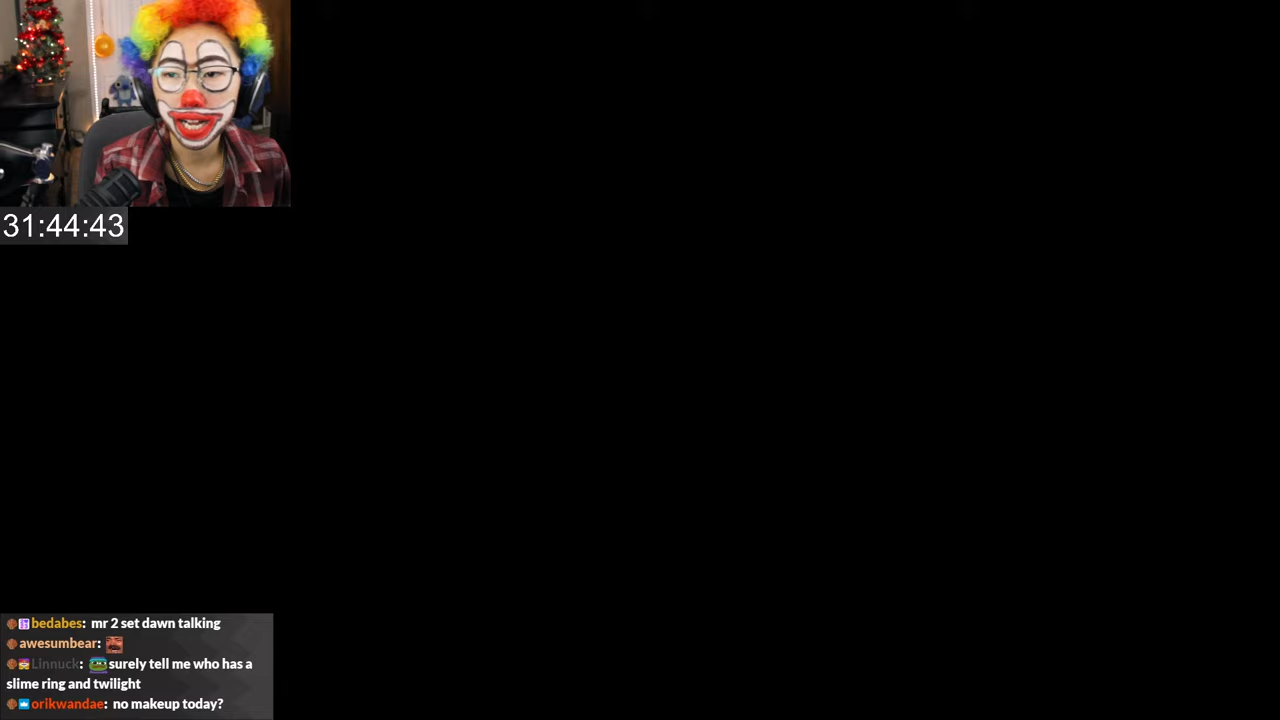 31:44:43
bedabes: mr 2 set dawn talking
awesumbear:
Linnuck: surely tell me who has a
slime ring and twilight
orikwandae: no makeup today?